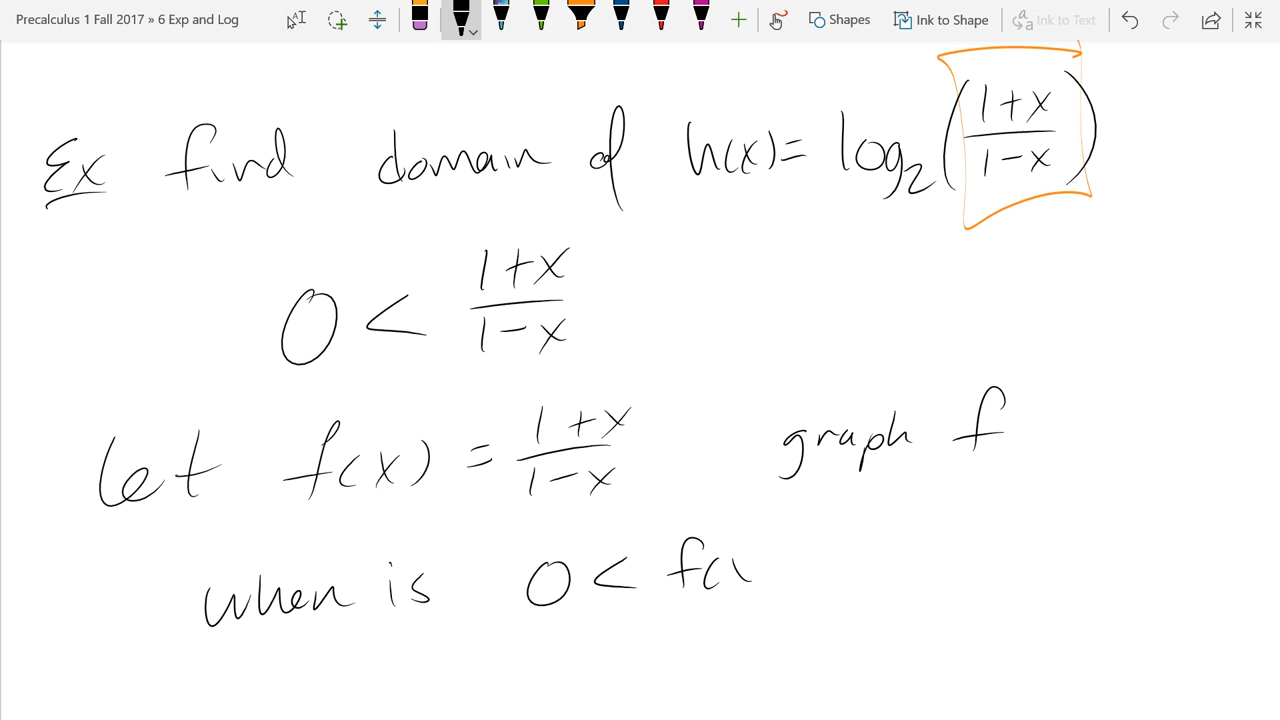 Precalculus 1 Fall 2017 » 6 Exp and Log
Shapes
Ink to Shape
Ink to Text
Ex find domain of h(x)= log₂(1+x/1-x)
0 < 1+x/1-x
Let f(x) = 1+x/1-x graph f
when is 0 < f(